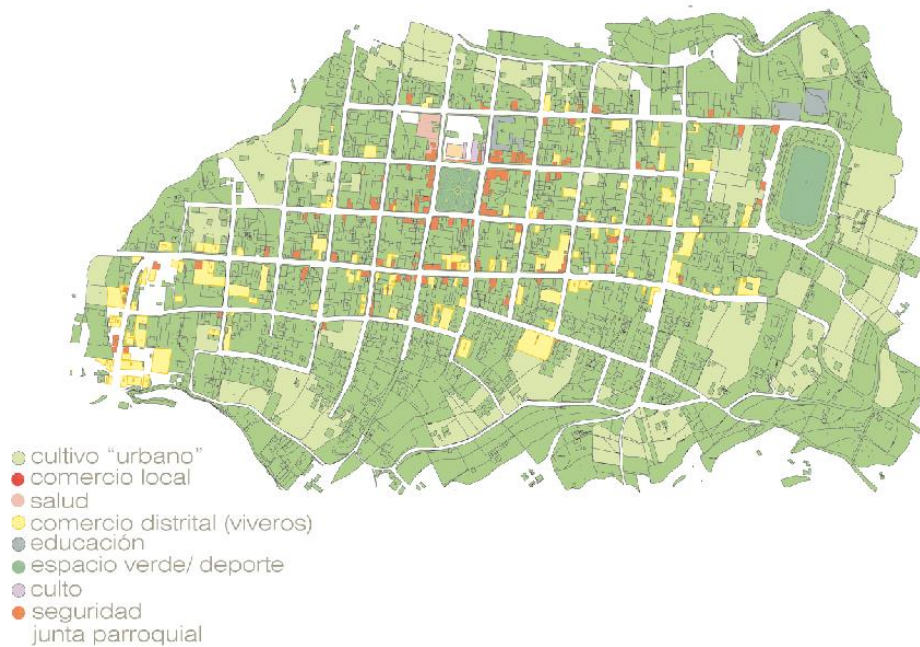 cultivo "urbano"
comercio local
salud
comercio distrital (viveros)
educación
espacio verde/ deporte
culto
seguridad
junta parroquial